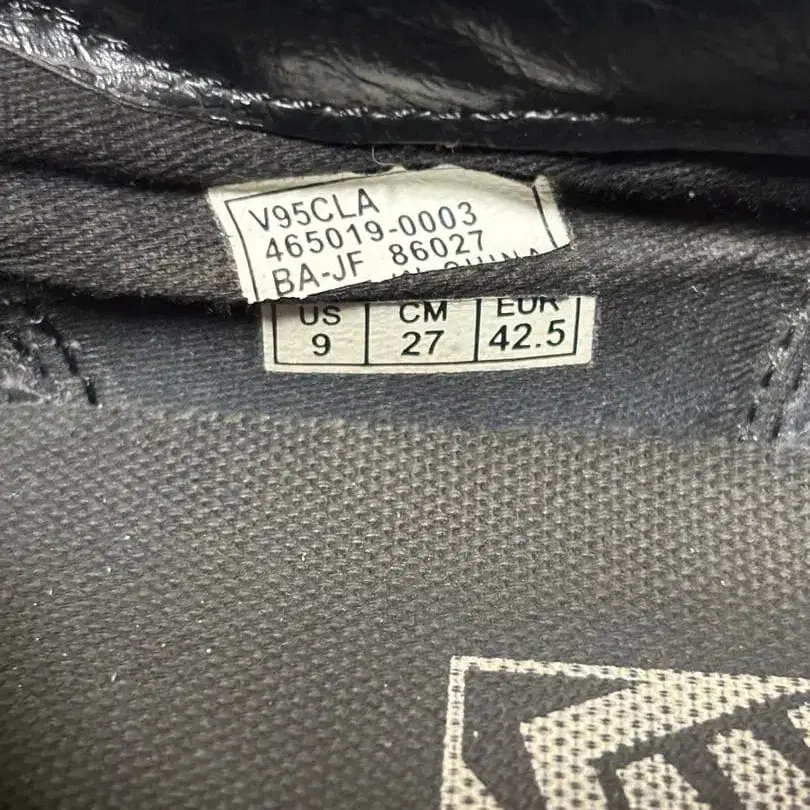 V95CLA
465019-0003
BA-JF 86027
US CM EUR
9 27 42.5